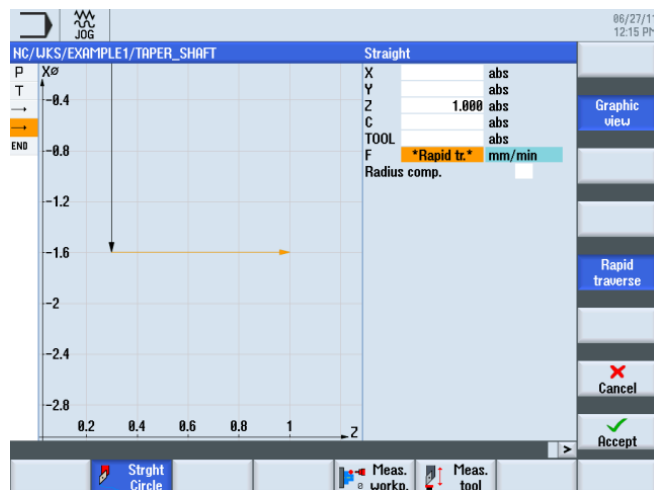 JOG
06/27/1
12:15 PM
NC/WKS/EXAMPLE1/TAPER_SHAFT
Straight
P
T
END
XØ
-0.4
-0.8
-1.2
-1.6
-2
-2.4
-2.8
0.2 0.4 0.6 0.8 1 Z
X abs
Y abs
Z 1.000 abs
C abs
TOOL abs
F *Rapid tr.* mm/min
Radius comp.
Graphic
view
Rapid
traverse
Cancel
Accept
>
Strght
Circle
Meas.
workp.
Meas.
tool